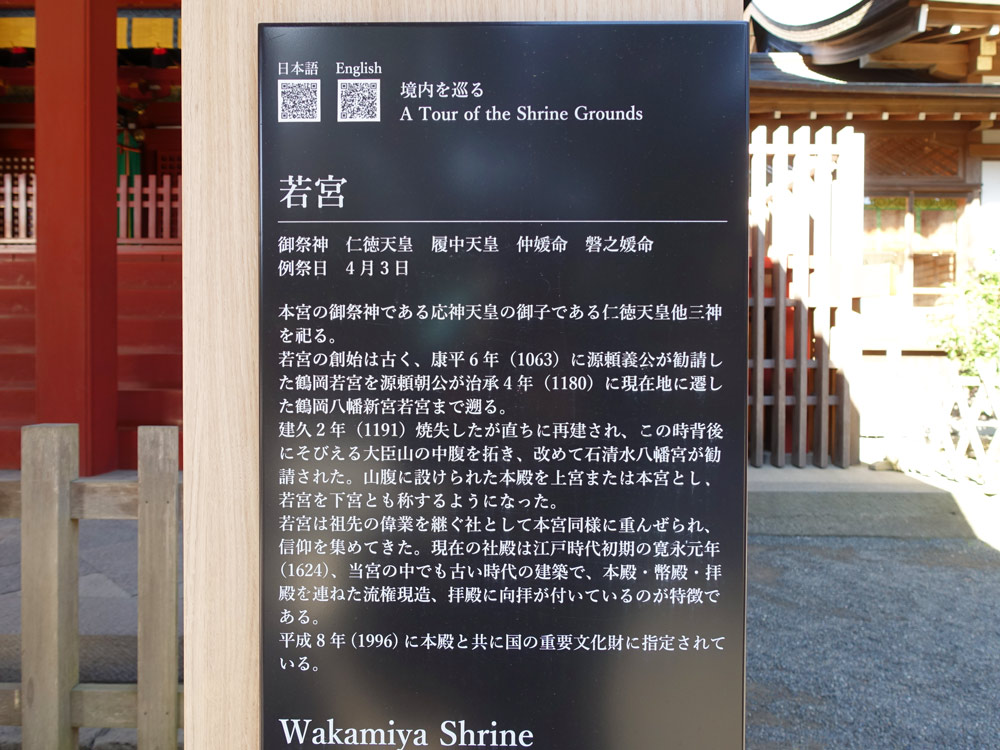 日本語 English
境内を巡る
A Tour of the Shrine Grounds
若宮
御祭神 仁徳天皇 履中天皇 仲媛命 磐之媛命
例祭日 4月3日
本宮の御祭神である応神天皇の御子である仁徳天皇他三神
を祀る。
若宮の創始は古く、康平6年（1063）に源頼義公が勧請し
た鶴岡若宮を源頼朝公が治承4年（1180）に現在地に遷し
た鶴岡八幡新宮若宮まで遡る。
建久2年（1191）焼失したが直ちに再建され、この時背後
にそびえる大臣山の中腹を拓き、改めて石清水八幡宮が勧
請された。山腹に設けられた本殿を上宮または本宮とし、
若宮を下宮とも称するようになった。
若宮は祖先の偉業を継ぐ社として本宮同様に重んぜられ、
信仰を集めてきた。現在の社殿は江戸時代初期の寛永元年
（1624）、当宮の中でも古い時代の建築で、本殿・幣殿・拝
殿を連ねた流権現造、拝殿に向拝が付いているのが特徴で
ある。
平成8年（1996）に本殿と共に国の重要文化財に指定されて
いる。
Wakamiya Shrine